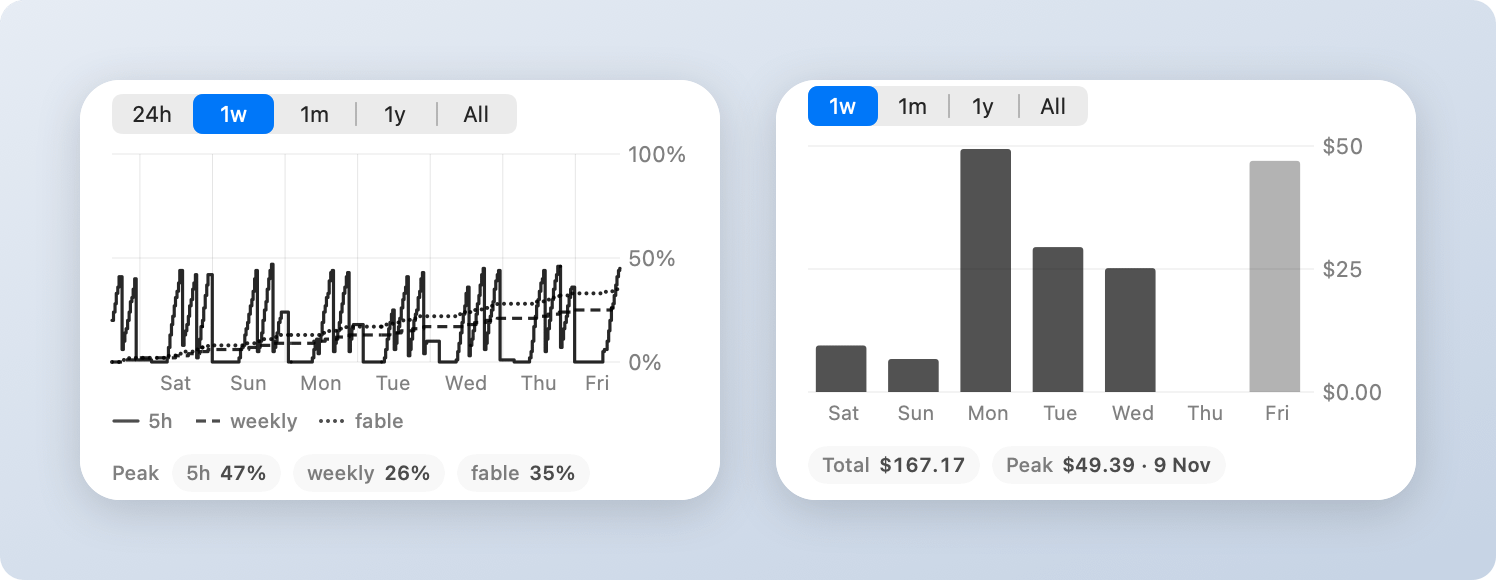 24h 1w 1m 1y All
100%
50%
0%
Sat Sun Mon Tue Wed Thu Fri
5h weekly fable
Peak 5h 47% weekly 26% fable 35%
1w 1m 1y All
$50
$25
$0.00
Sat Sun Mon Tue Wed Thu Fri
Total $167.17 Peak $49.39 · 9 Nov